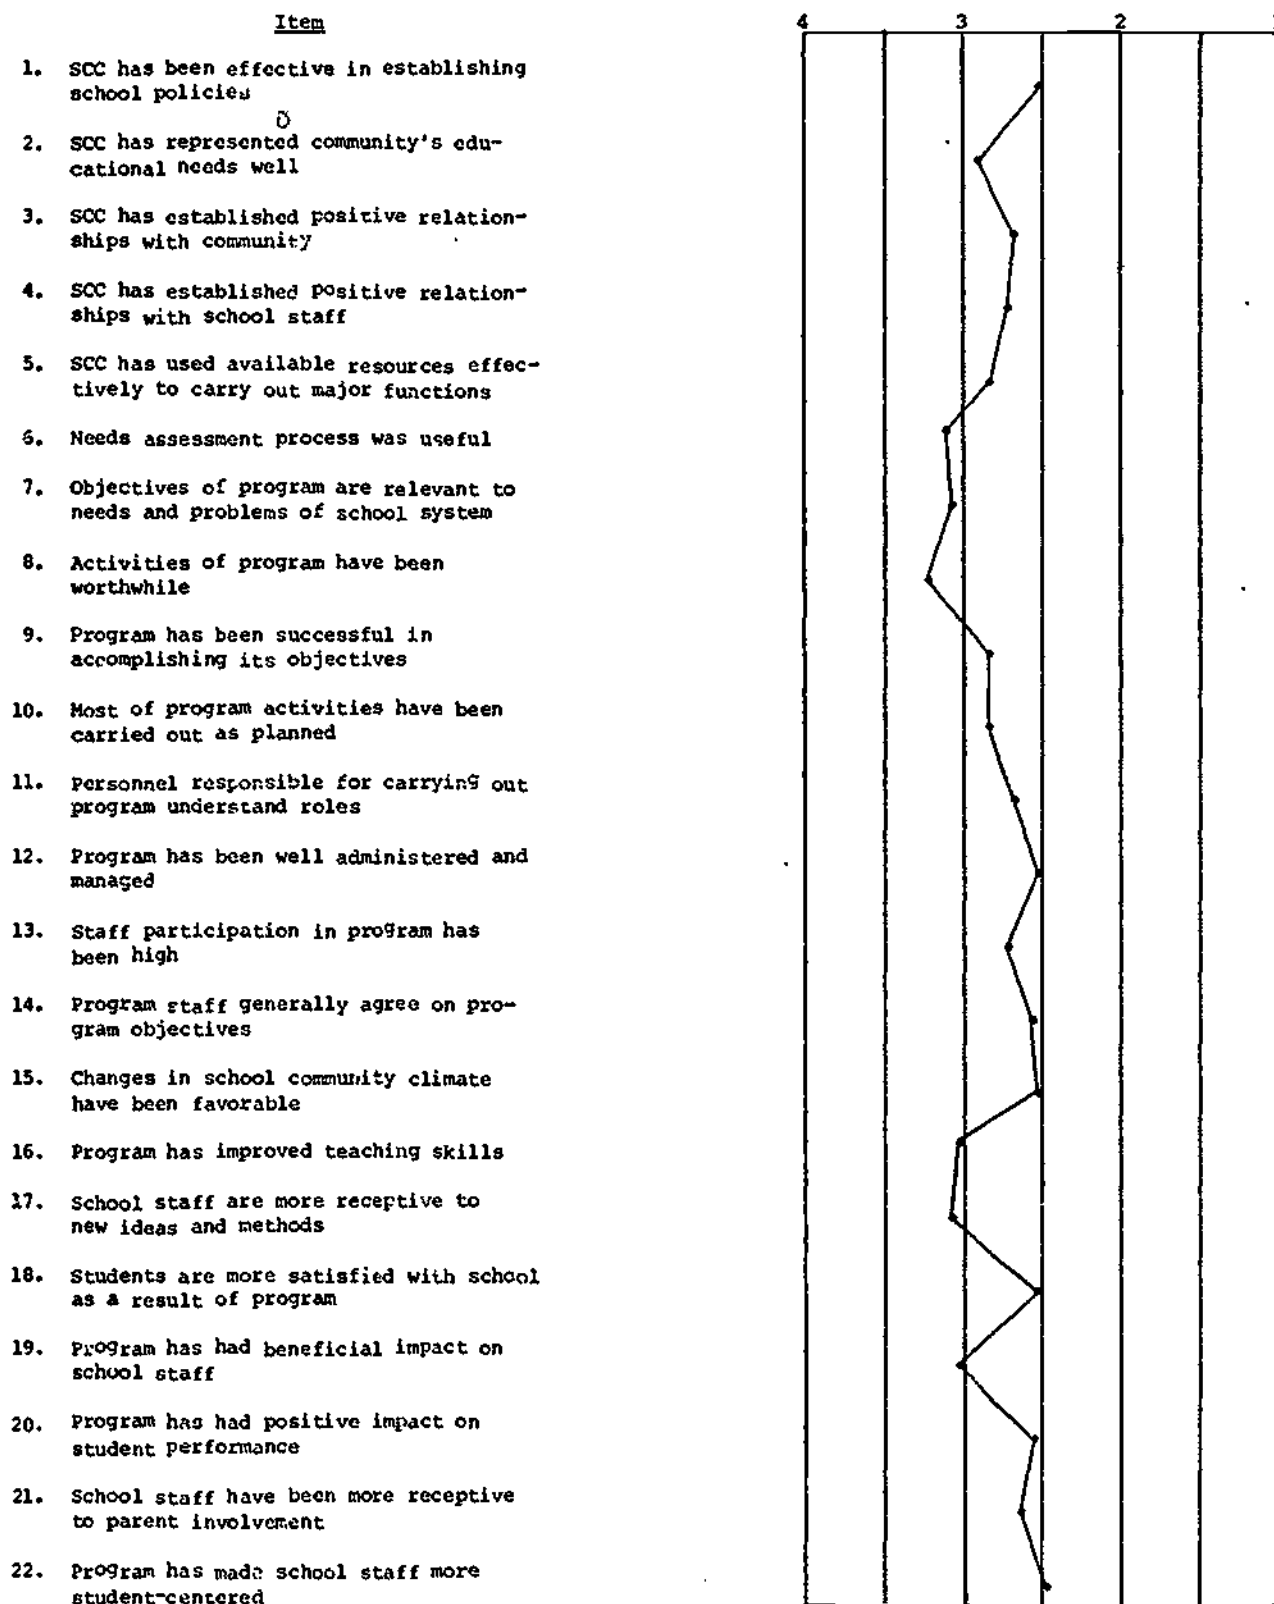 Item
4 3 2
1. SCC has been effective in establishing
school policies
2. SCC has represented community's edu-
cational needs well
3. SCC has established positive relation-
ships with community
4. SCC has established positive relation-
ships with school staff
5. SCC has used available resources effec-
tively to carry out major functions
6. Needs assessment process was useful
7. Objectives of program are relevant to
needs and problems of school system
8. Activities of program have been
worthwhile
9. Program has been successful in
accomplishing its objectives
10. Most of program activities have been
carried out as planned
11. Personnel responsible for carrying out
program understand roles
12. Program has been well administered and
managed
13. Staff participation in program has
been high
14. Program staff generally agree on pro-
gram objectives
15. Changes in school community climate
have been favorable
16. Program has improved teaching skills
17. School staff are more receptive to
new ideas and methods
18. Students are more satisfied with school
as a result of program
19. Program has had beneficial impact on
school staff
20. Program has had positive impact on
student performance
21. School staff have been more receptive
to parent involvement
22. Program has made school staff more
student-centered